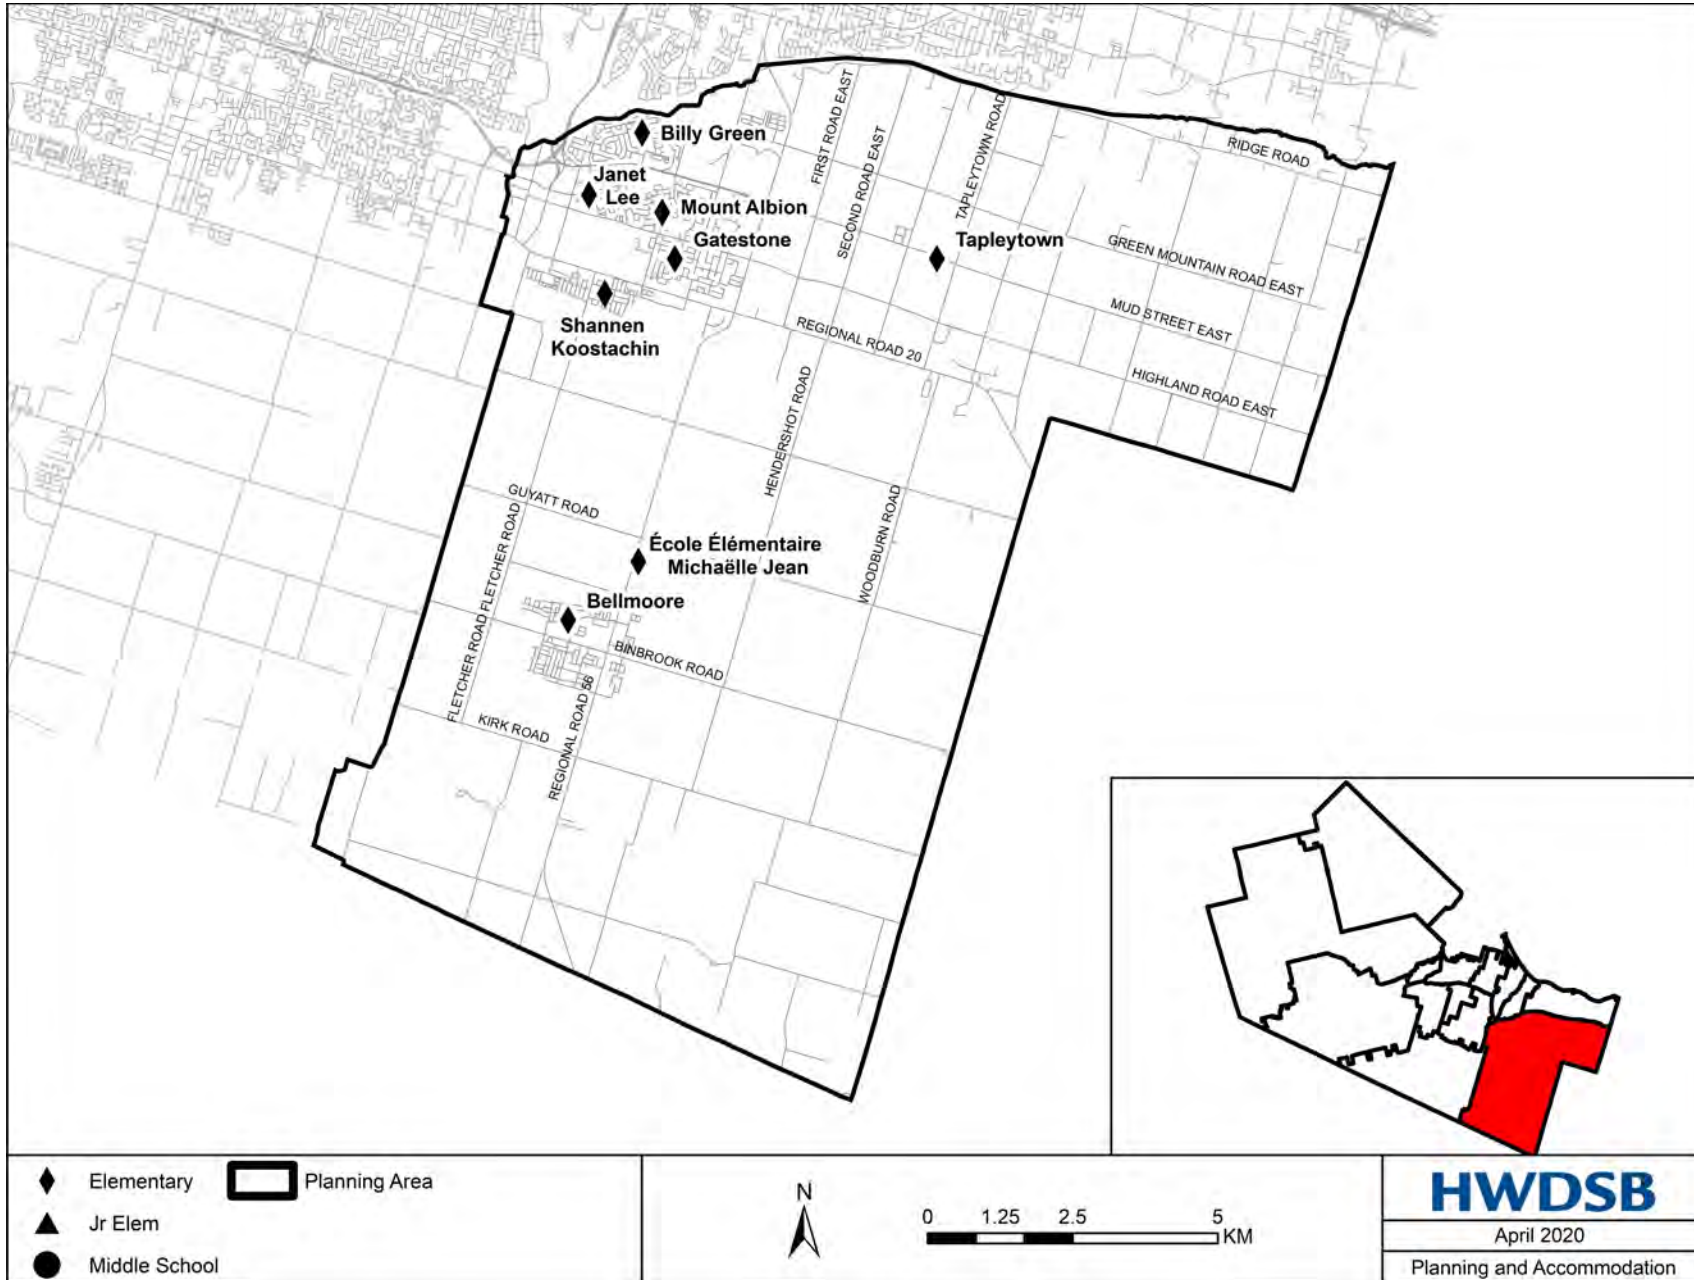 Billy Green
Janet
Lee
Mount Albion
Gatestone
Shannen
Koostachin
Tapleytown
FIRST ROAD EAST
SECOND ROAD EAST
TAPLEYTOWN ROAD
RIDGE ROAD
GREEN MOUNTAIN ROAD EAST
MUD STREET EAST
REGIONAL ROAD 20
HIGHLAND ROAD EAST
HENDERSHOT ROAD
GUYATT ROAD
WOODBURN ROAD
FLETCHER ROAD
FLETCHER ROAD
École Élémentaire
Michaëlle Jean
Bellmoore
BINBROOK ROAD
REGIONAL ROAD 56
KIRK ROAD
Elementary
Planning Area
Jr Elem
Middle School
N
0 1.25 2.5 5
KM
HWDSB
April 2020
Planning and Accommodation